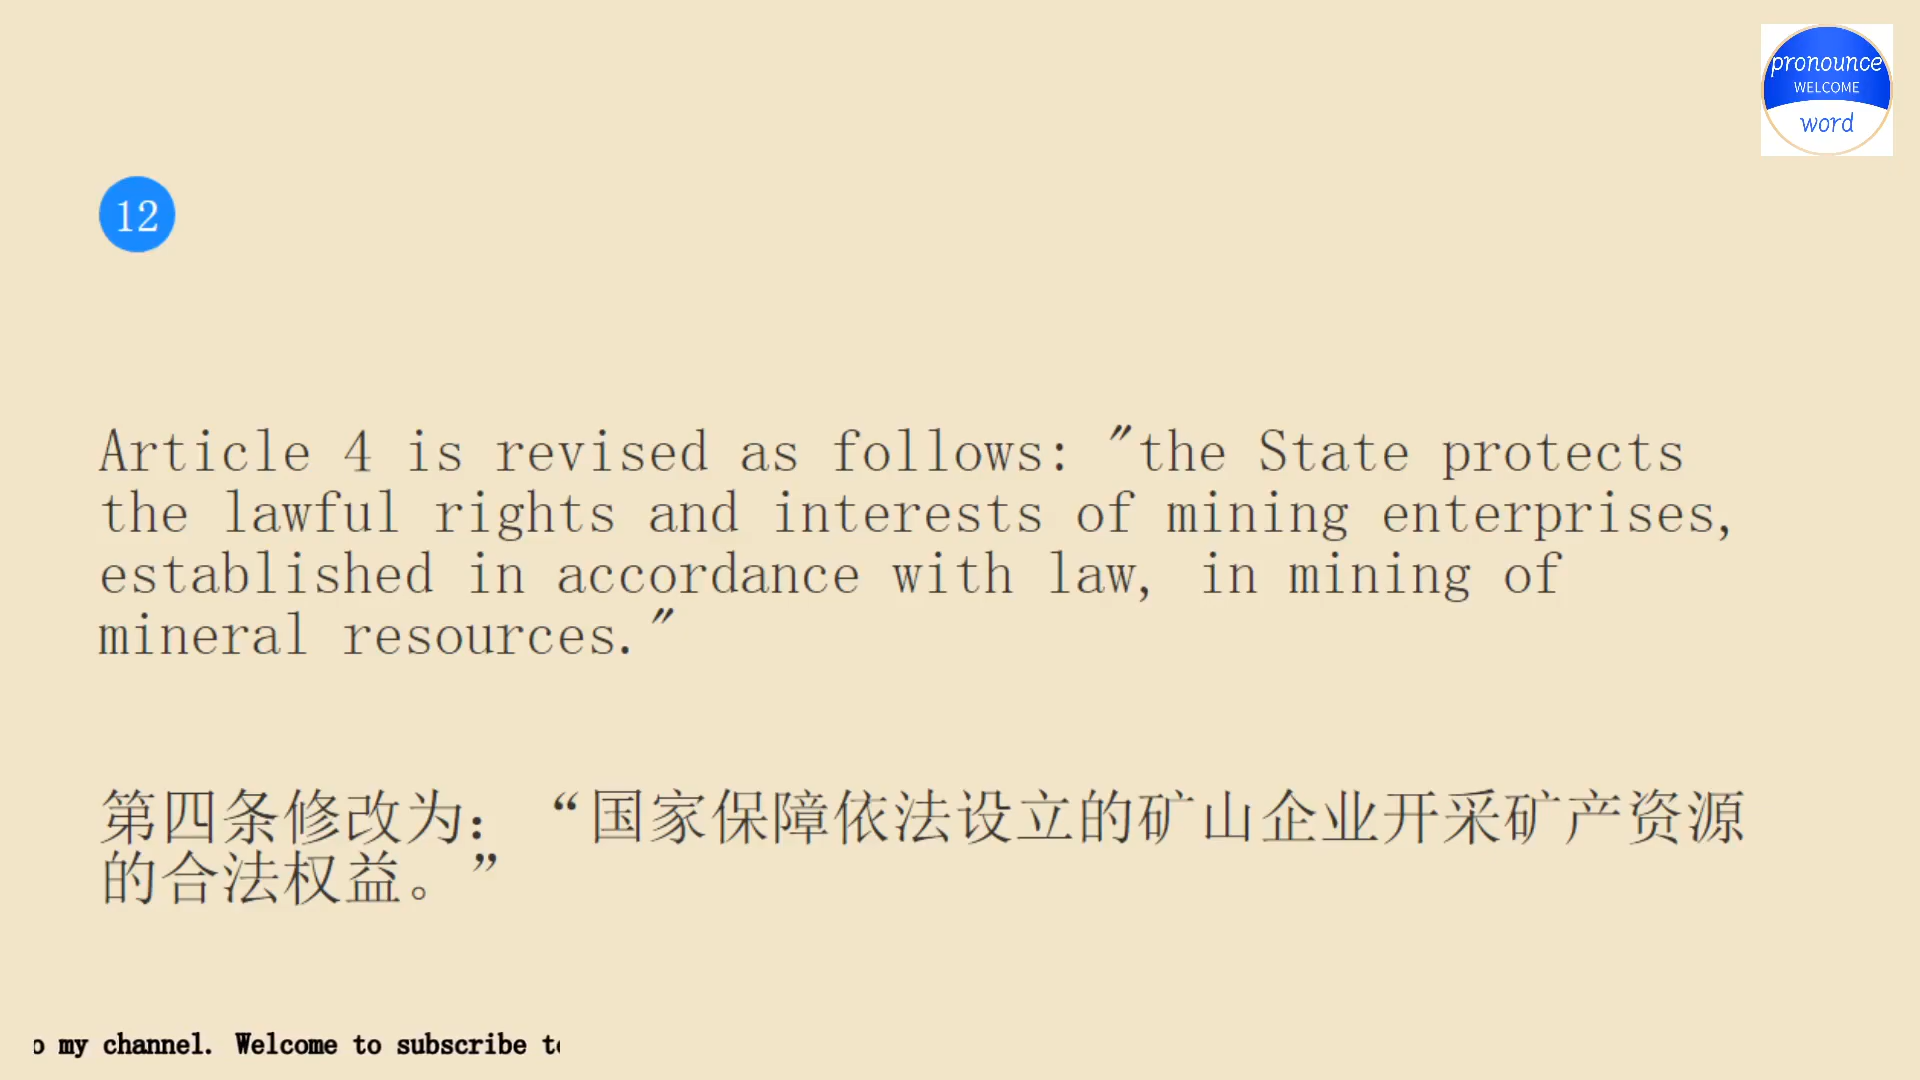 pronounce
WELCOME
word
12
Article 4 is revised as follows: "the State protects
the lawful rights and interests of mining enterprises,
established in accordance with law, in mining of
mineral resources."
第四条修改为：“国家保障依法设立的矿山企业开采矿产资源
的合法权益。”
my channel. Welcome to subscribe